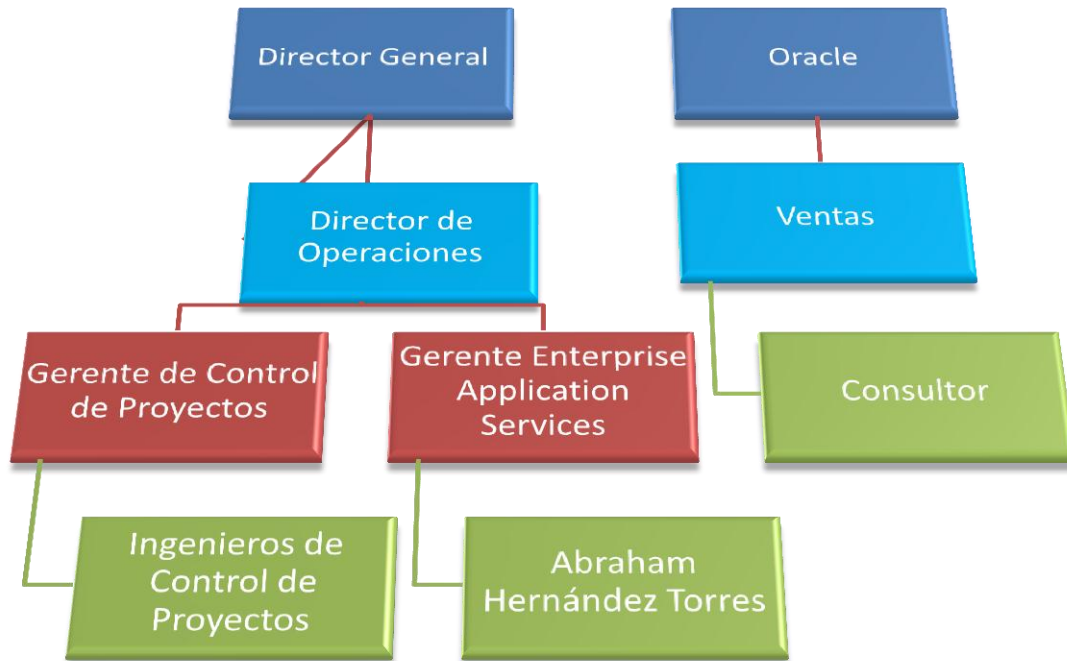 Director General
Oracle
Director de
Operaciones
Ventas
Gerente de Control
de Proyectos
Gerente Enterprise
Application
Services
Consultor
Ingenieros de
Control de
Proyectos
Abraham
Hernández Torres